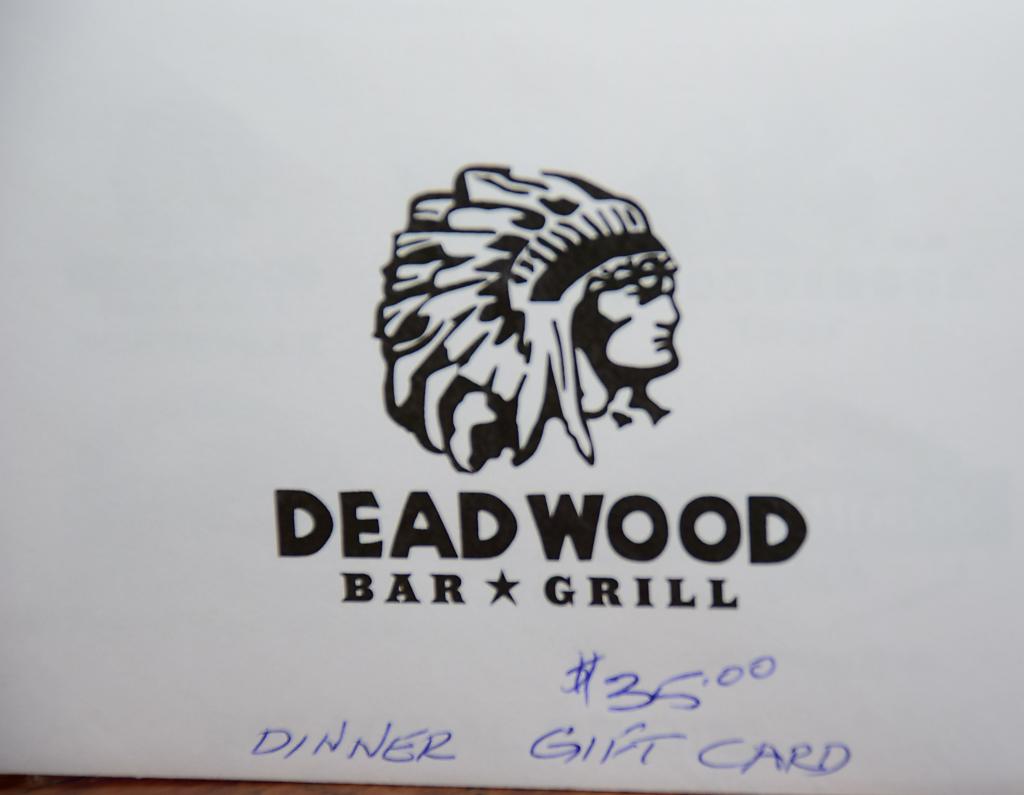 DEADWOOD
BAR ★ GRILL
$35.00
DINNER GIFT CARD